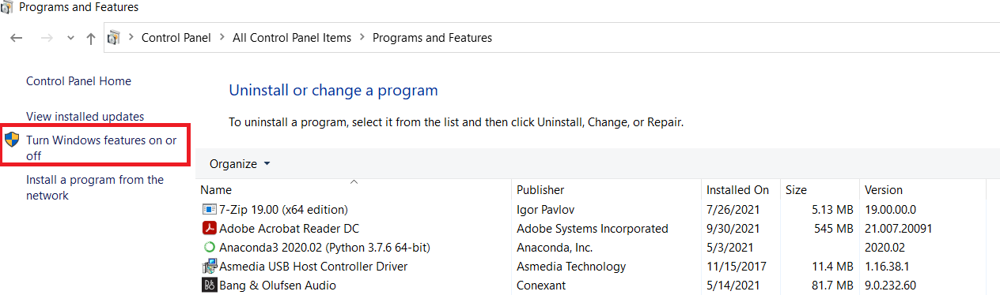 Programs and Features
Control Panel > All Control Panel Items > Programs and Features
Control Panel Home
View installed updates
Turn Windows features on or
off
Install a program from the
network
Uninstall or change a program
To uninstall a program, select it from the list and then click Uninstall, Change, or Repair.
Organize
Name Publisher Installed On Size Version
7-Zip 19.00 (x64 edition) Igor Pavlov 7/26/2021 5.13 MB 19.00.00.0
Adobe Acrobat Reader DC Adobe Systems Incorporated 9/30/2021 545 MB 21.007.20091
Anaconda3 2020.02 (Python 3.7.6 64-bit) Anaconda, Inc. 5/3/2021 2020.02
Asmedia USB Host Controller Driver Asmedia Technology 11/15/2017 11.4 MB 1.16.38.1
Bang & Olufsen Audio Conexant 5/14/2021 81.7 MB 9.0.232.60